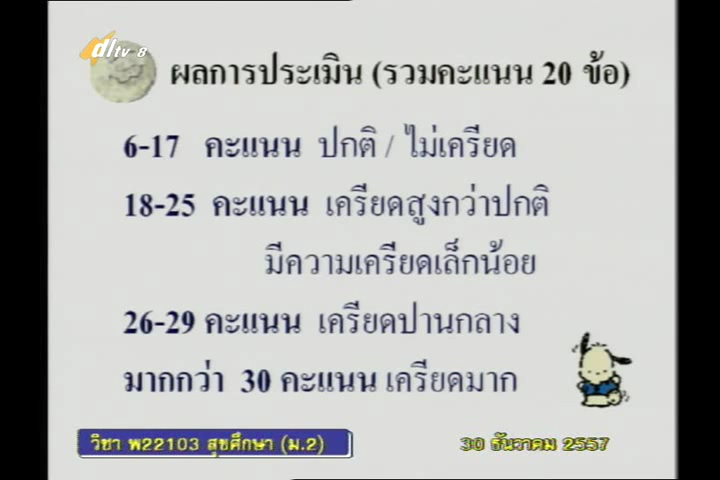 dltv 8
ผลการประเมิน (รวมคะแนน 20 ข้อ)
6-17 คะแนน ปกติ / ไม่เครียด
18-25 คะแนน เครียดสูงกว่าปกติ
มีความเครียดเล็กน้อย
26-29 คะแนน เครียดปานกลาง
มากกว่า 30 คะแนน เครียดมาก
วิชา พ22103 สุขศึกษา (ม.2)
30 ธันวาคม 2557